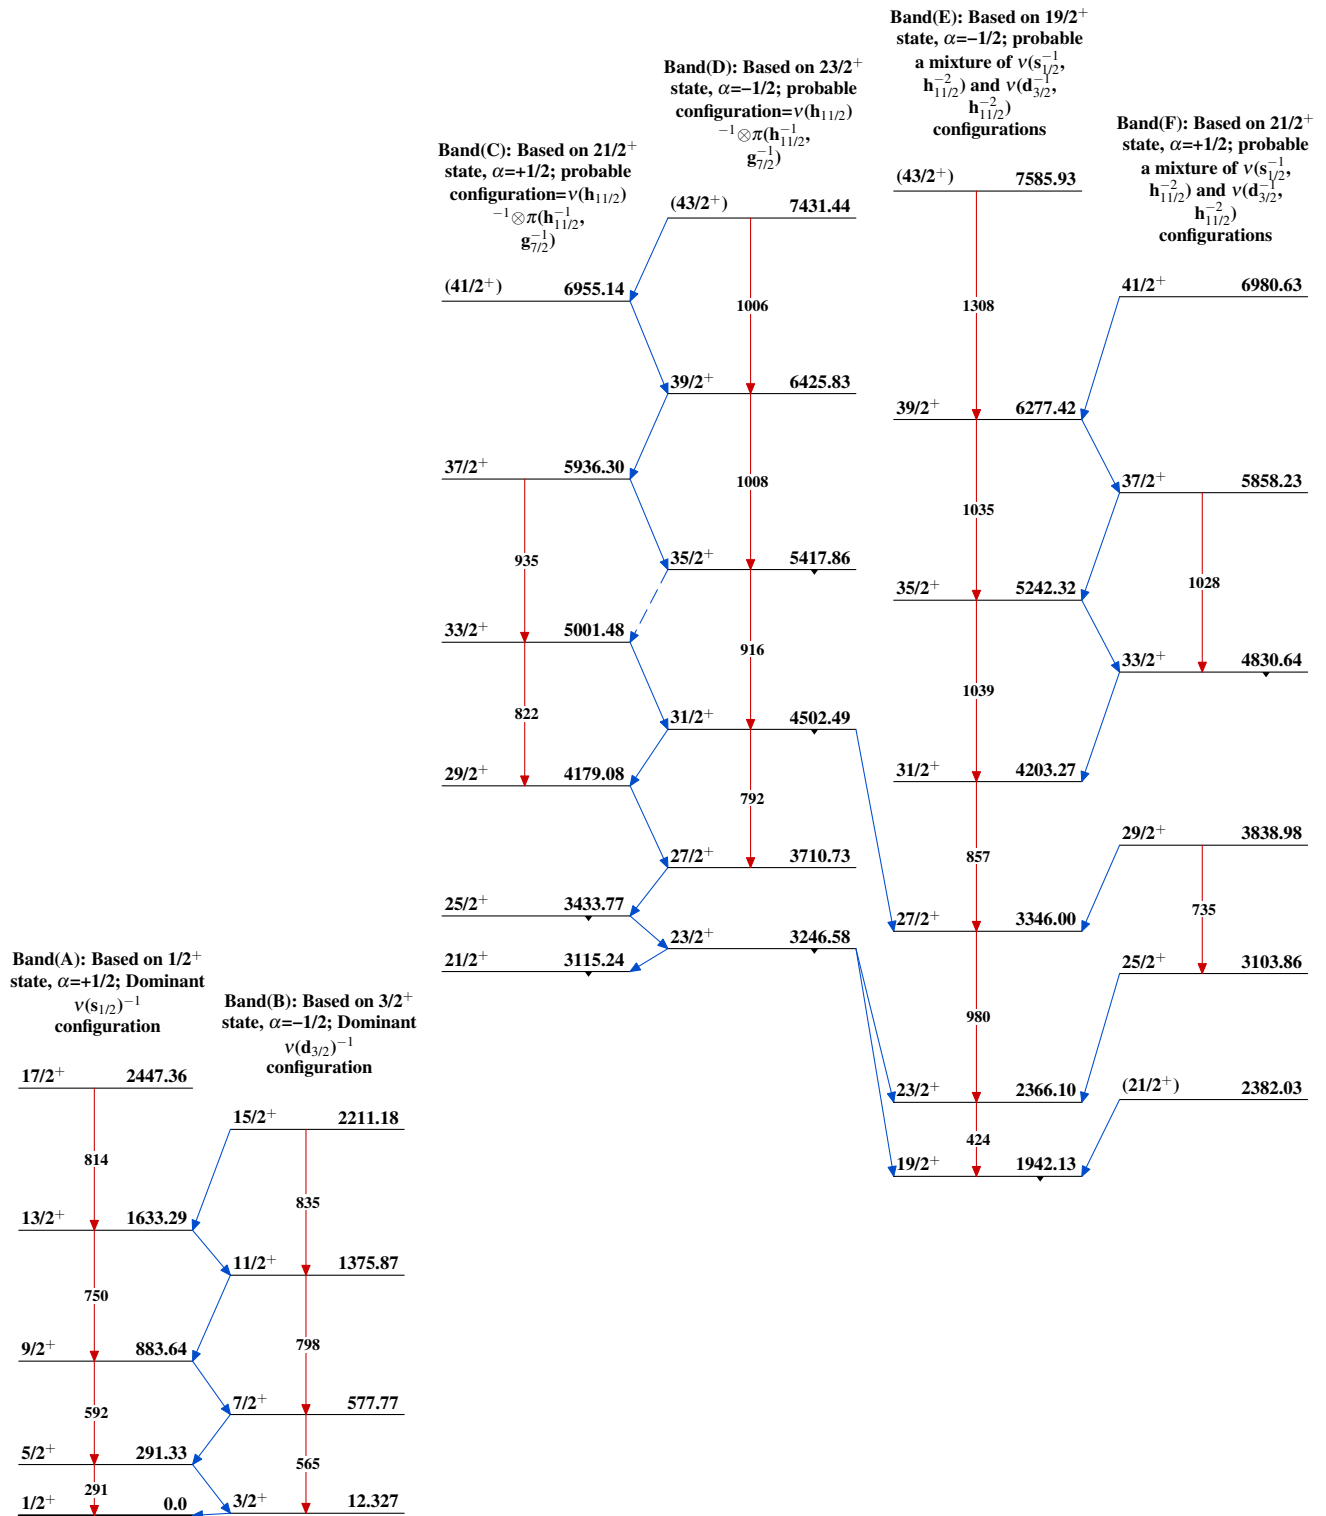 Band(A): Based on 1/2⁺
state, α=+1/2; Dominant
ν(s₁/₂)⁻¹
configuration
17/2⁺ 2447.36
814
13/2⁺ 1633.29
750
9/2⁺ 883.64
592
5/2⁺ 291.33
291
1/2⁺ 0.0
Band(B): Based on 3/2⁺
state, α=−1/2; Dominant
ν(d₃/₂)⁻¹
configuration
15/2⁺ 2211.18
835
11/2⁺ 1375.87
798
7/2⁺ 577.77
565
3/2⁺ 12.327
Band(C): Based on 21/2⁺
state, α=+1/2; probable
configuration=ν(h₁₁/₂)
⁻¹⊗π(h₁₁/₂⁻¹,
g₇/₂⁻¹)
(41/2⁺) 6955.14
37/2⁺ 5936.30
935
33/2⁺ 5001.48
822
29/2⁺ 4179.08
25/2⁺ 3433.77
21/2⁺ 3115.24
Band(D): Based on 23/2⁺
state, α=−1/2; probable
configuration=ν(h₁₁/₂)
⁻¹⊗π(h₁₁/₂⁻¹,
g₇/₂⁻¹)
(43/2⁺) 7431.44
1006
39/2⁺ 6425.83
1008
35/2⁺ 5417.86
916
31/2⁺ 4502.49
792
27/2⁺ 3710.73
23/2⁺ 3246.58
Band(E): Based on 19/2⁺
state, α=−1/2; probable
a mixture of ν(s₁/₂⁻¹,
h₁₁/₂⁻²) and ν(d₃/₂⁻¹,
h₁₁/₂⁻²)
configurations
(43/2⁺) 7585.93
1308
39/2⁺ 6277.42
1035
35/2⁺ 5242.32
1039
31/2⁺ 4203.27
857
27/2⁺ 3346.00
980
23/2⁺ 2366.10
424
19/2⁺ 1942.13
Band(F): Based on 21/2⁺
state, α=+1/2; probable
a mixture of ν(s₁/₂⁻¹,
h₁₁/₂⁻²) and ν(d₃/₂⁻¹,
h₁₁/₂⁻²)
configurations
41/2⁺ 6980.63
37/2⁺ 5858.23
1028
33/2⁺ 4830.64
29/2⁺ 3838.98
735
25/2⁺ 3103.86
(21/2⁺) 2382.03